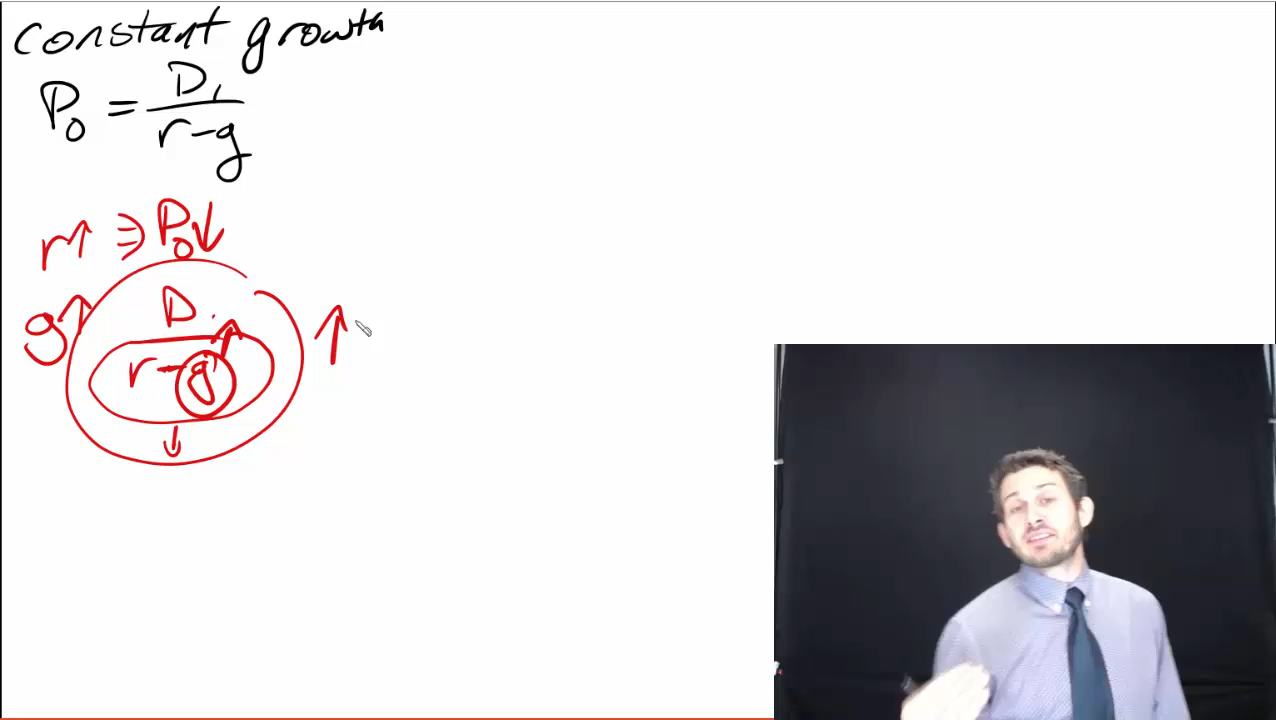 constant growth
P₀ = D₁ / r-g
r↑ ⇒ P₀↓
g↑ D₁ / r-g↑ ↑
↓